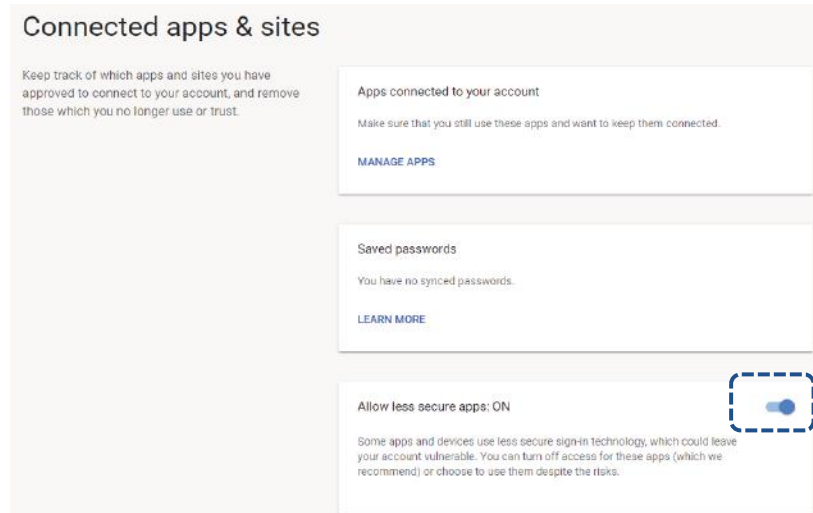 Connected apps & sites
Keep track of which apps and sites you have
approved to connect to your account, and remove
those which you no longer use or trust.
Apps connected to your account
Make sure that you still use these apps and want to keep them connected.
MANAGE APPS
Saved passwords
You have no synced passwords.
LEARN MORE
Allow less secure apps: ON
Some apps and devices use less secure sign-in technology, which could leave
your account vulnerable. You can turn off access for these apps (which we
recommend) or choose to use them despite the risks.